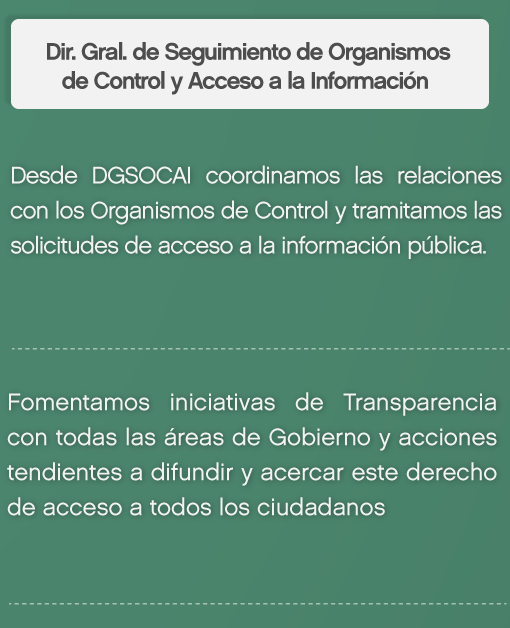 Dir. Gral. de Seguimiento de Organismos
de Control y Acceso a la Información
Desde DGSOCAI coordinamos las relaciones
con los Organismos de Control y tramitamos las
solicitudes de acceso a la información pública.
Fomentamos iniciativas de Transparencia
con todas las áreas de Gobierno y acciones
tendientes a difundir y acercar este derecho
de acceso a todos los ciudadanos